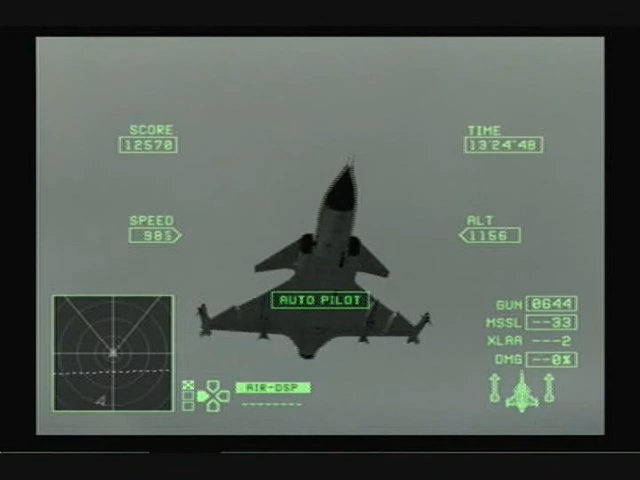 SCORE
12570
TIME
13'24"48
SPEED
985
ALT
1156
AUTO PILOT
GUN 0644
MSSL --33
XLAA ---2
DMG --0%
AIR-DSP